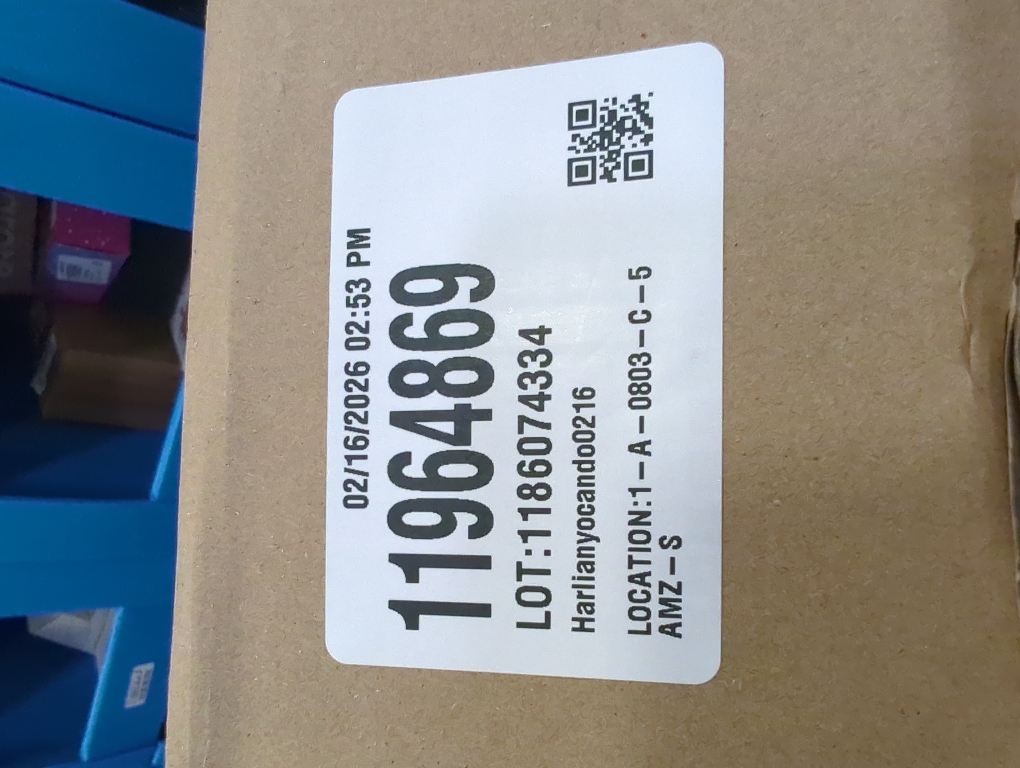 02/16/2026 02:53 PM
11964869
LOT:1186074334
Harlianyocando0216
LOCATION:1-A-0803-C-5
AMZ-S